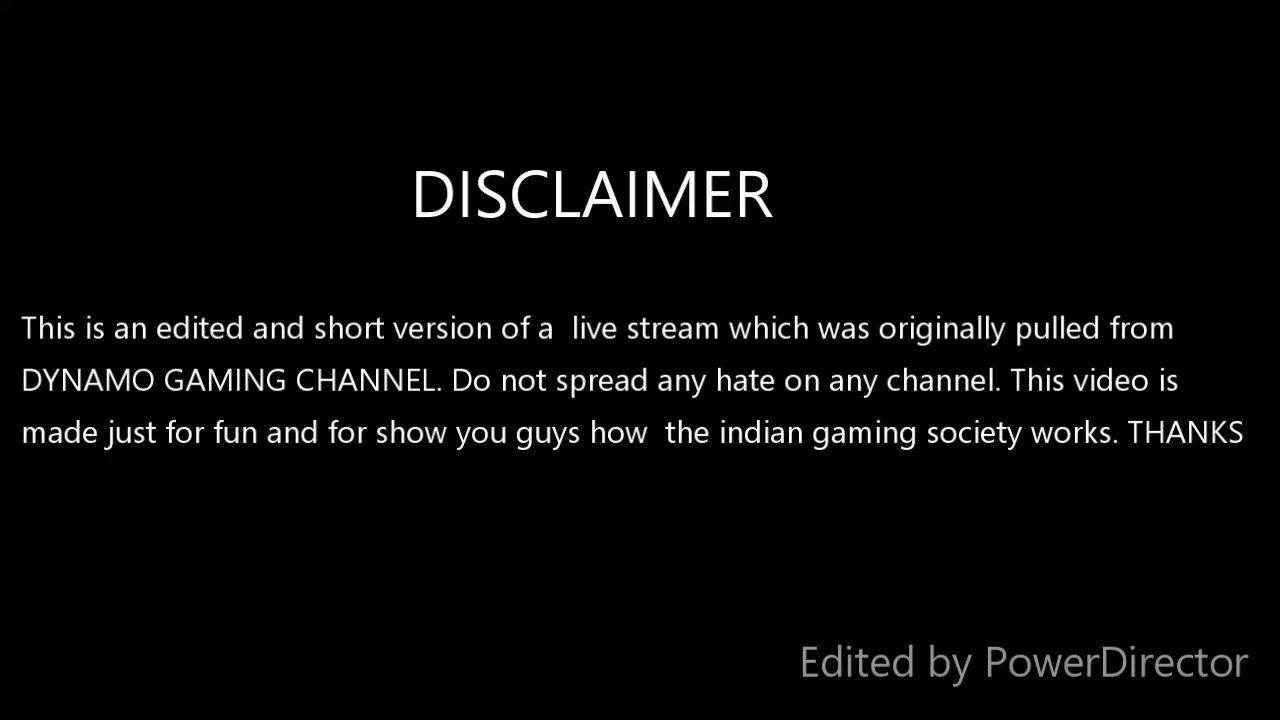 DISCLAIMER
This is an edited and short version of a  live stream which was originally pulled from
DYNAMO GAMING CHANNEL. Do not spread any hate on any channel. This video is
made just for fun and for show you guys how  the indian gaming society works. THANKS
Edited by PowerDirector